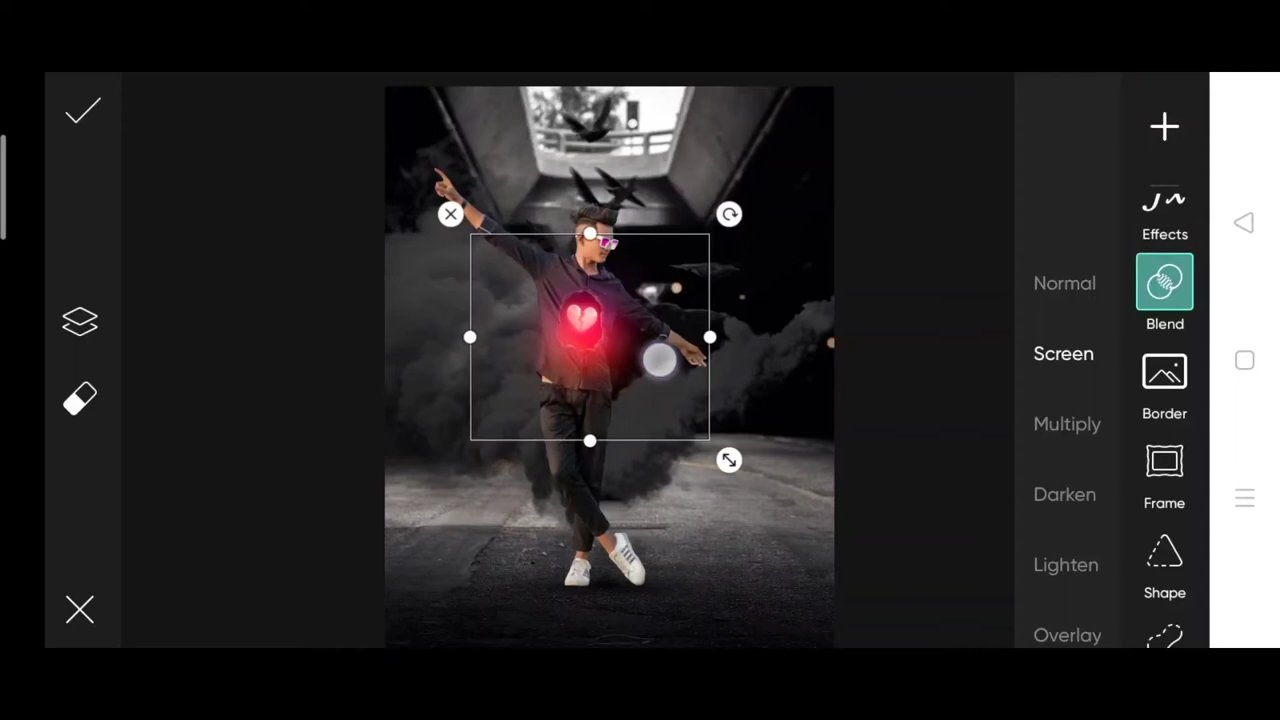 Effects
Blend
Border
Frame
Shape
Normal
Screen
Multiply
Darken
Lighten
Overlay